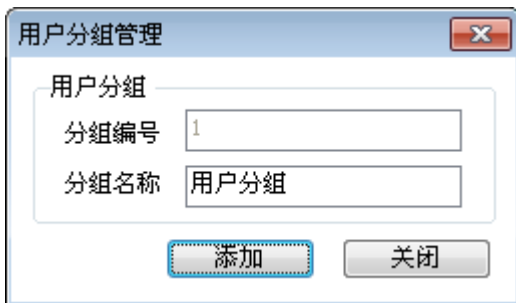 用户分组管理
用户分组
分组编号 1
分组名称 用户分组
添加 关闭